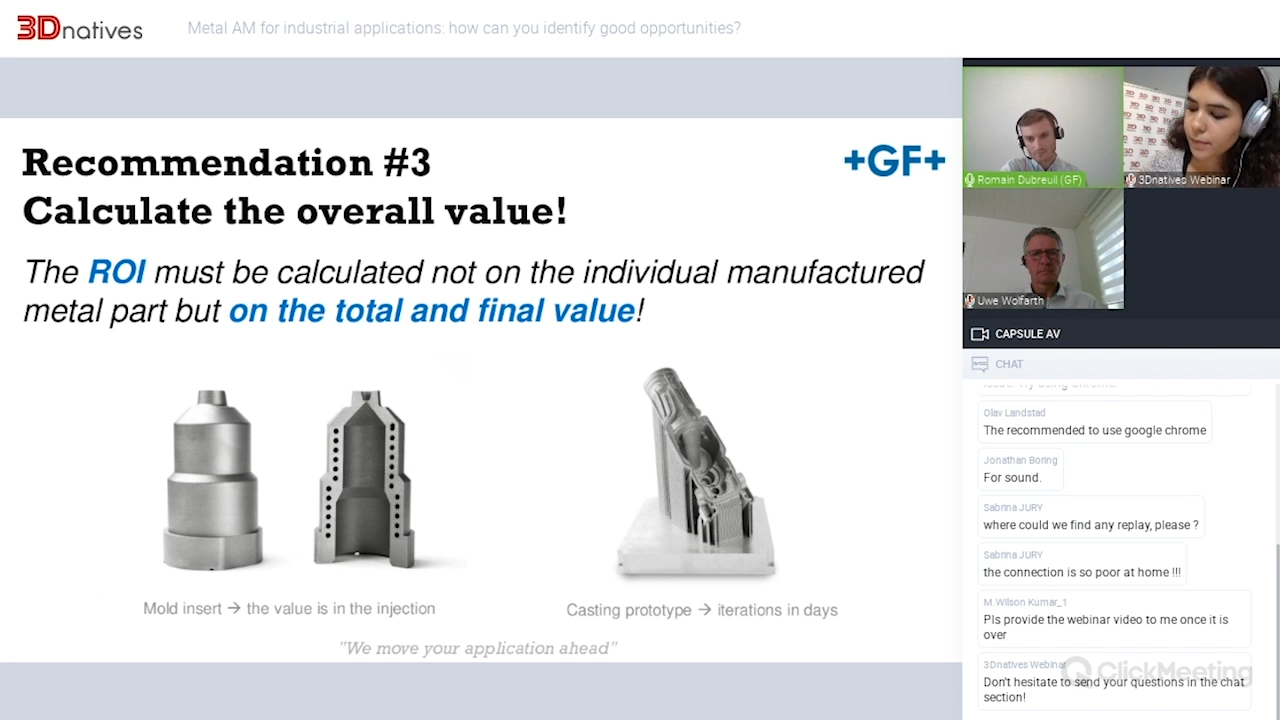 3Dnatives
Metal AM for industrial applications: how can you identify good opportunities?
Recommendation #3
Calculate the overall value!
+GF+
The ROI must be calculated not on the individual manufactured
metal part but on the total and final value!
Mold insert → the value is in the injection
Casting prototype → iterations in days
"We move your application ahead"
Romain Dubreuil (GF)
3Dnatives Webinar
Uwe Wolfarth
CAPSULE AV
CHAT
issue. Try using Chrome.
Olav Landstad
The recommended to use google chrome
Jonathan Boring
For sound.
Sabrina JURY
where could we find any replay, please ?
Sabrina JURY
the connection is so poor at home !!!
M.Wilson Kumar_1
Pls provide the webinar video to me once it is
over
3Dnatives Webinar
Don't hesitate to send your questions in the chat
section!
ClickMeeting